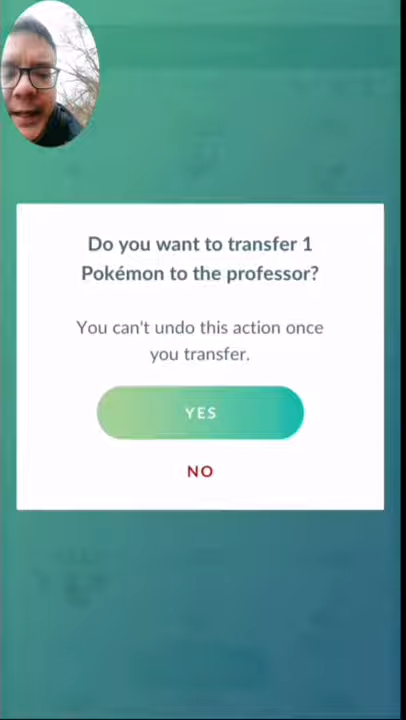 Do you want to transfer 1
Pokémon to the professor?
You can't undo this action once
you transfer.
YES
NO